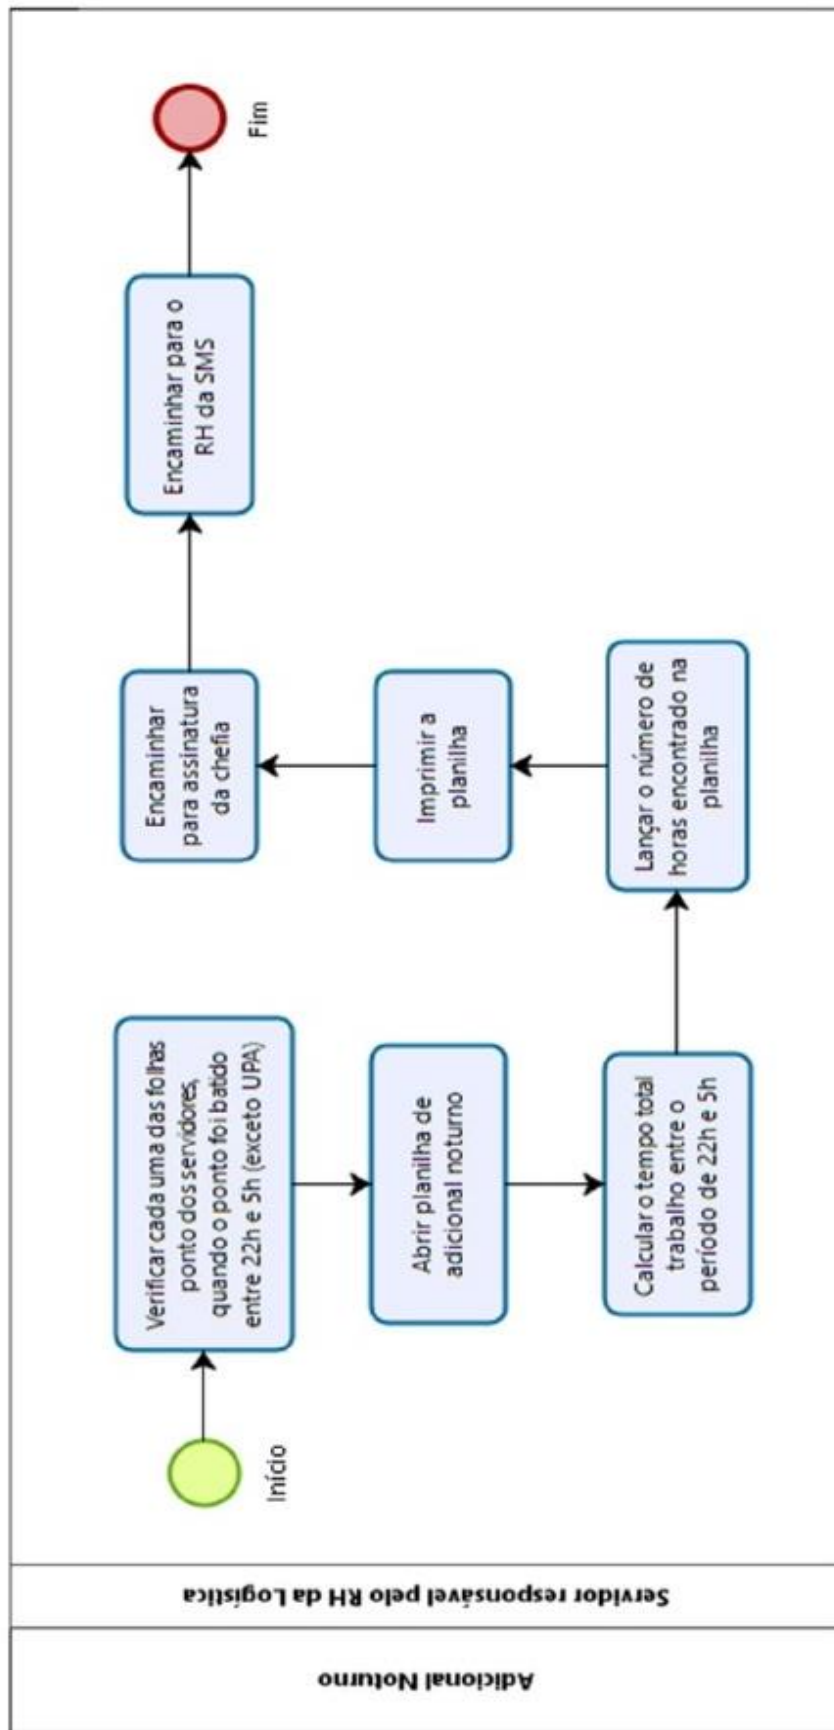 Adicional Noturno
Servidor responsável pelo RH da Logística
Início
Verificar cada uma das folhas
ponto dos servidores,
quando o ponto foi batido
entre 22h e 5h (exceto UPA)
Abrir planilha de
adicional noturno
Calcular o tempo total
trabalho entre o
período de 22h e 5h
Lançar o número de
horas encontrado na
planilha
Imprimir a
planilha
Encaminhar
para assinatura
da chefia
Encaminhar para o
RH da SMS
Fim